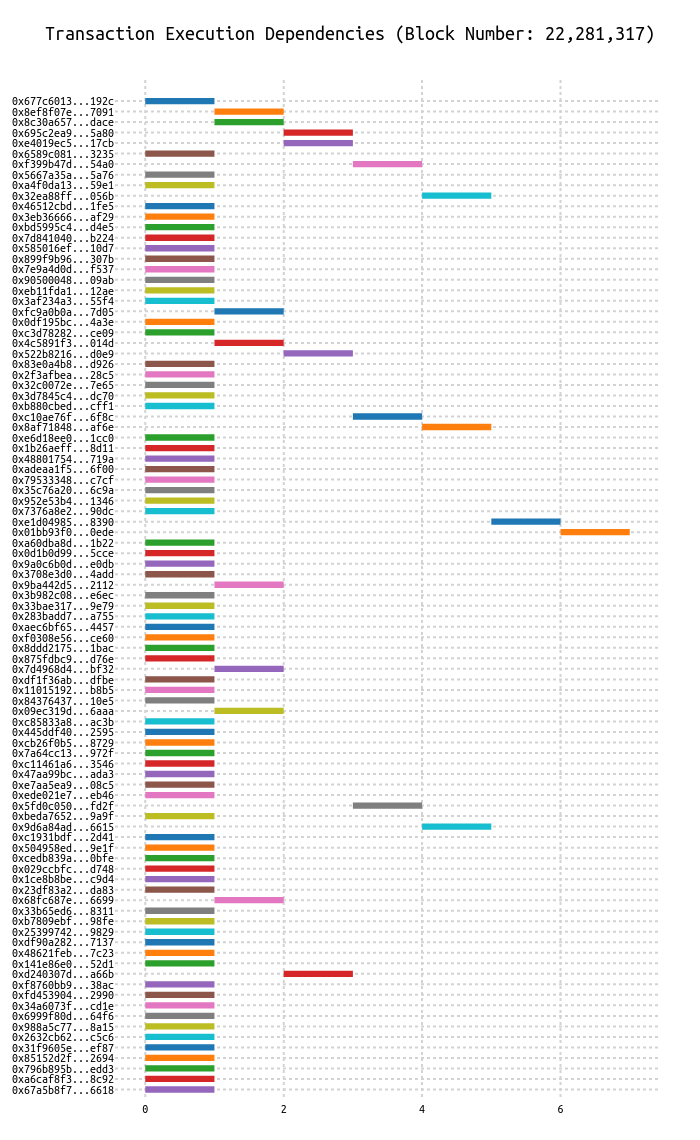 Transaction Execution Dependencies (Block Number: 22,281,317)
0x677c6013...192c
0x8ef8f07e...7091
0x8c30a657...dace
0x695c2ea9...5a80
0xe4019ec5...17cb
0x6589c081...3235
0xf399b47d...54a0
0x5667a35a...5a76
0xa4f0da13...59e1
0x32ea88ff...056b
0x46512cbd...1fe5
0x3eb36666...af29
0xbd5995c4...d4e5
0x7d841040...b224
0x585016ef...10d7
0x899f9b96...307b
0x7e9a4d0d...f537
0x90500048...09ab
0xeb11fda1...12ae
0x3af234a3...55f4
0xfc9a0b0a...7d05
0x0df195bc...4a3e
0xc3d78282...ce09
0x4c5891f3...014d
0x522b8216...d0e9
0x83e0a4b8...d926
0x2f3afbea...28c5
0x32c0072e...7e65
0x3d7845c4...dc70
0xb880cbed...cff1
0xc10ae76f...6f8c
0x8af71848...af6e
0xe6d18ee0...1cc0
0x1b26aeff...8d11
0x48801754...719a
0xadeaa1f5...6f00
0x79533348...c7cf
0x35c76a20...6c9a
0x952e53b4...1346
0x7376a8e2...90dc
0xe1d04985...8390
0x01bb93f0...0ede
0xa60dba8d...1b22
0x0d1b0d99...5cce
0x9a0c6b0d...e0db
0x3708e3d0...4add
0x9ba442d5...2112
0x3b982c08...e6ec
0x33bae317...9e79
0x283badd7...a755
0xaec6bf65...4457
0xf0308e56...ce60
0x8ddd2175...1bac
0x875fdbc9...d76e
0x7d4968d4...bf32
0xdf1f36ab...dfbe
0x11015192...b8b5
0x84376437...10e5
0x09ec319d...6aaa
0xc85833a8...ac3b
0x445ddf40...2595
0xcb26f0b5...8729
0x7a64cc13...972f
0xc11461a6...3546
0x47aa99bc...ada3
0xe7aa5ea9...08c5
0xede021e7...eb46
0x5fd0c050...fd2f
0xbeda7652...9a9f
0x9d6a84ad...6615
0xc1931bdf...2d41
0x504958ed...9e1f
0xcedb839a...0bfe
0x029ccbfc...d748
0x1ce8b8be...c9d4
0x23df83a2...da83
0x68fc687e...6699
0x33b65ed6...8311
0xb7809ebf...98fe
0x25399742...9829
0xdf90a282...7137
0x48621feb...7c23
0x141e86e0...52d1
0xd240307d...a66b
0xf8760bb9...38ac
0xfd453904...2990
0x34a6073f...cd1e
0x6999f80d...64f6
0x988a5c77...8a15
0x2632cb62...c5c6
0x31f9605e...ef87
0x85152d2f...2694
0x796b895b...edd3
0xa6caf8f3...8c92
0x67a5b8f7...6618
0 2 4 6